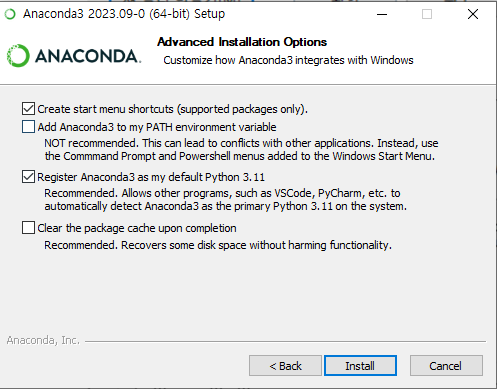 Anaconda3 2023.09-0 (64-bit) Setup
Advanced Installation Options
ANACONDA.
Customize how Anaconda3 integrates with Windows
Create start menu shortcuts (supported packages only).
Add Anaconda3 to my PATH environment variable
NOT recommended. This can lead to conflicts with other applications. Instead, use
the Commmand Prompt and Powershell menus added to the Windows Start Menu.
Register Anaconda3 as my default Python 3.11
Recommended. Allows other programs, such as VSCode, PyCharm, etc. to
automatically detect Anaconda3 as the primary Python 3.11 on the system.
Clear the package cache upon completion
Recommended. Recovers some disk space without harming functionality.
Anaconda, Inc.
< Back
Install
Cancel